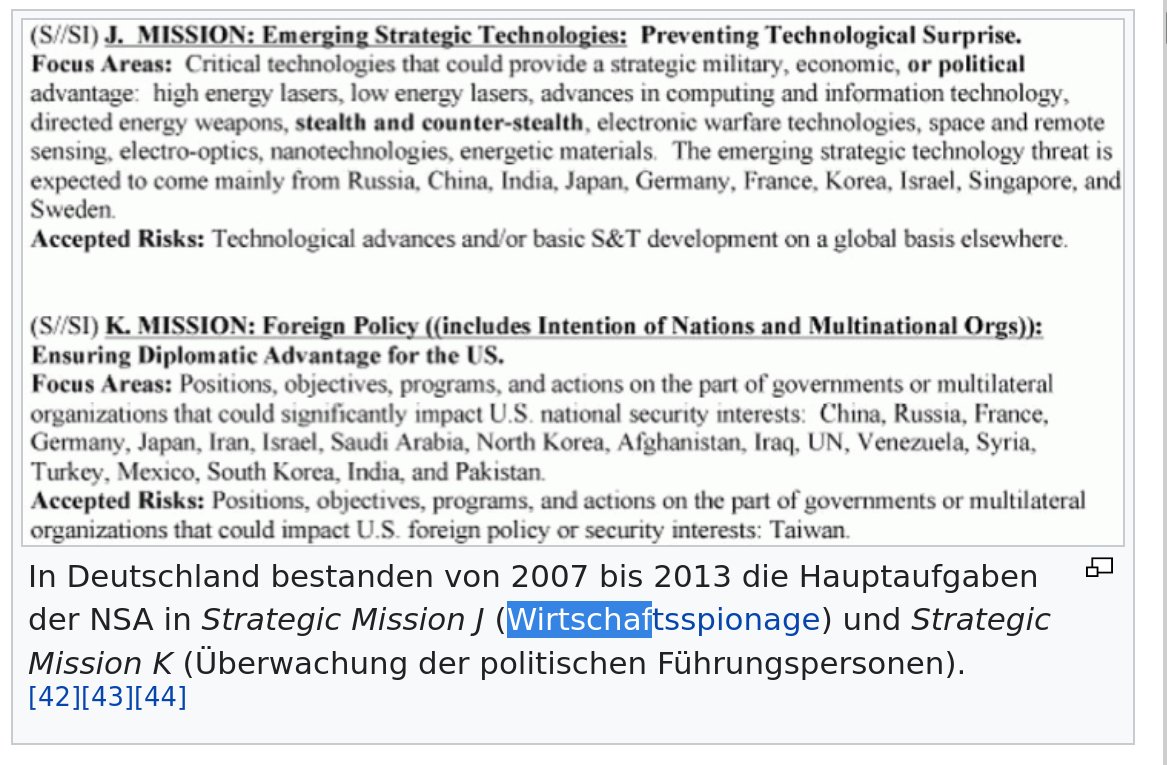 (S//SI) J.  MISSION: Emerging Strategic Technologies:  Preventing Technological Surprise.
Focus Areas:  Critical technologies that could provide a strategic military, economic, or political
advantage:  high energy lasers, low energy lasers, advances in computing and information technology,
directed energy weapons, stealth and counter-stealth, electronic warfare technologies, space and remote
sensing, electro-optics, nanotechnologies, energetic materials.  The emerging strategic technology threat is
expected to come mainly from Russia, China, India, Japan, Germany, France, Korea, Israel, Singapore, and
Sweden.
Accepted Risks: Technological advances and/or basic S&T development on a global basis elsewhere.
(S//SI) K. MISSION: Foreign Policy ((includes Intention of Nations and Multinational Orgs)):
Ensuring Diplomatic Advantage for the US.
Focus Areas: Positions, objectives, programs, and actions on the part of governments or multilateral
organizations that could significantly impact U.S. national security interests:  China, Russia, France,
Germany, Japan, Iran, Israel, Saudi Arabia, North Korea, Afghanistan, Iraq, UN, Venezuela, Syria,
Turkey, Mexico, South Korea, India, and Pakistan.
Accepted Risks: Positions, objectives, programs, and actions on the part of governments or multilateral
organizations that could impact U.S. foreign policy or security interests: Taiwan.
In Deutschland bestanden von 2007 bis 2013 die Hauptaufgaben
der NSA in Strategic Mission J (Wirtschaftsspionage) und Strategic
Mission K (Überwachung der politischen Führungspersonen).
[42][43][44]